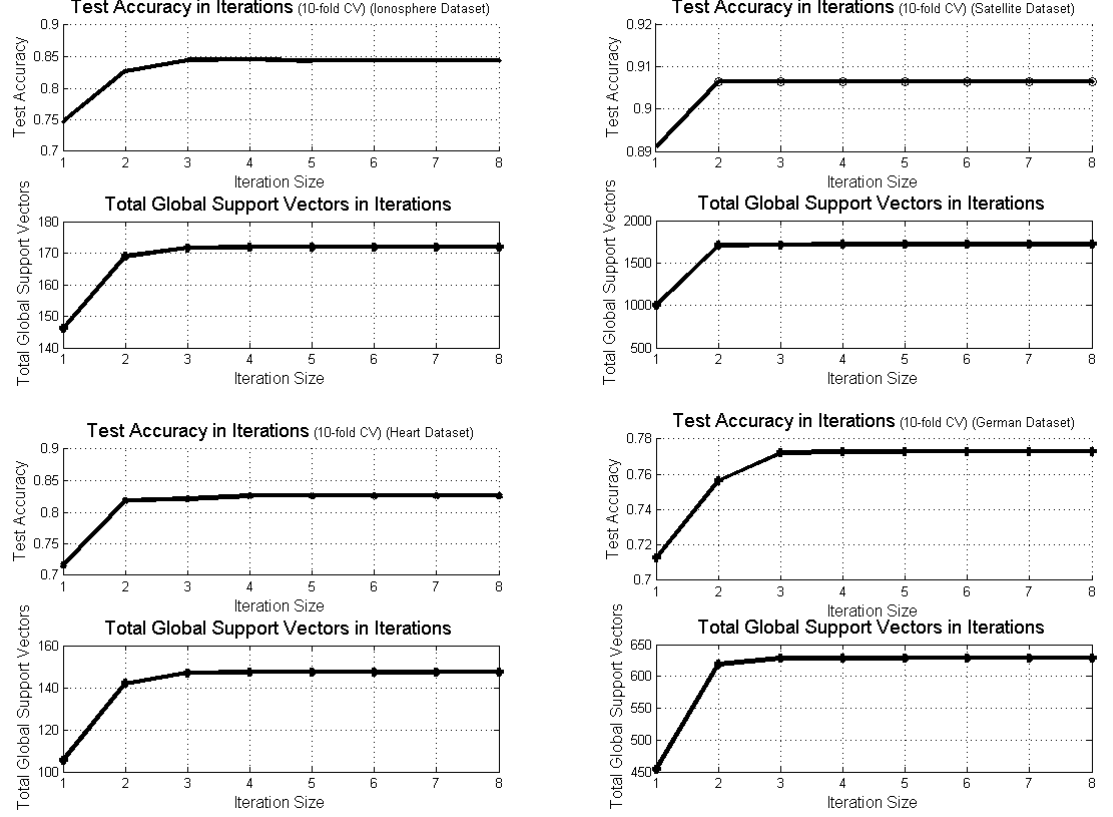 Test Accuracy in Iterations (10-fold CV) (Ionosphere Dataset)
Test Accuracy
0.9
0.85
0.8
0.75
0.7
1 2 3 4 5 6 7 8
Iteration Size
Total Global Support Vectors in Iterations
Total Global Support Vectors
180
170
160
150
140
1 2 3 4 5 6 7 8
Iteration Size
Test Accuracy in Iterations (10-fold CV) (Satellite Dataset)
Test Accuracy
0.92
0.91
0.9
0.89
1 2 3 4 5 6 7 8
Iteration Size
Total Global Support Vectors in Iterations
Total Global Support Vectors
2000
1500
1000
500
1 2 3 4 5 6 7 8
Iteration Size
Test Accuracy in Iterations (10-fold CV) (Heart Dataset)
Test Accuracy
0.9
0.85
0.8
0.75
0.7
1 2 3 4 5 6 7 8
Iteration Size
Total Global Support Vectors in Iterations
Total Global Support Vectors
160
140
120
100
1 2 3 4 5 6 7 8
Iteration Size
Test Accuracy in Iterations (10-fold CV) (German Dataset)
Test Accuracy
0.78
0.76
0.74
0.72
0.7
1 2 3 4 5 6 7 8
Iteration Size
Total Global Support Vectors in Iterations
Total Global Support Vectors
650
600
550
500
450
1 2 3 4 5 6 7 8
Iteration Size